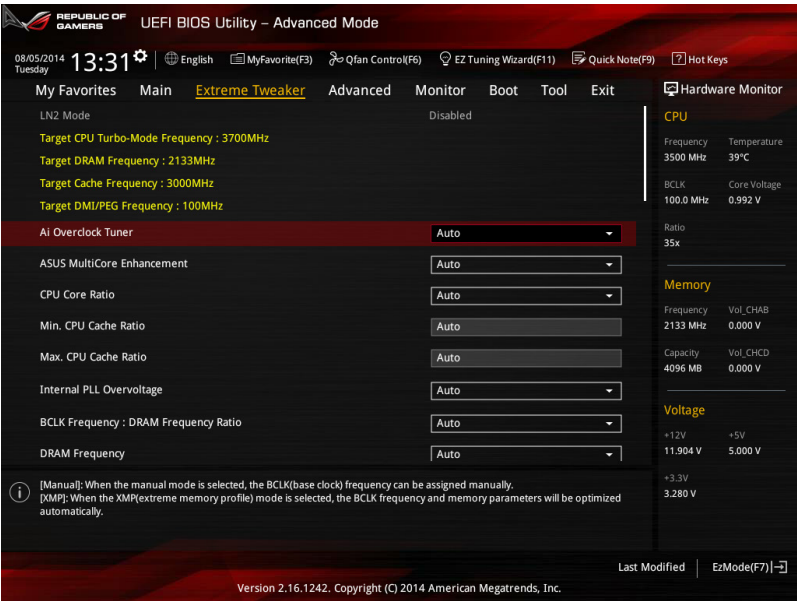 REPUBLIC OF
GAMERS
UEFI BIOS Utility – Advanced Mode
08/05/2014
Tuesday
13:31
English
MyFavorite(F3)
Qfan Control(F6)
EZ Tuning Wizard(F11)
Quick Note(F9)
? Hot Keys
My Favorites Main Extreme Tweaker Advanced Monitor Boot Tool Exit
LN2 Mode Disabled
Target CPU Turbo-Mode Frequency : 3700MHz
Target DRAM Frequency : 2133MHz
Target Cache Frequency : 3000MHz
Target DMI/PEG Frequency : 100MHz
Ai Overclock Tuner Auto
ASUS MultiCore Enhancement Auto
CPU Core Ratio Auto
Min. CPU Cache Ratio Auto
Max. CPU Cache Ratio Auto
Internal PLL Overvoltage Auto
BCLK Frequency : DRAM Frequency Ratio Auto
DRAM Frequency Auto
i
[Manual]: When the manual mode is selected, the BCLK(base clock) frequency can be assigned manually.
[XMP]: When the XMP(extreme memory profile) mode is selected, the BCLK frequency and memory parameters will be optimized
automatically.
Hardware Monitor
CPU
Frequency Temperature
3500 MHz 39°C
BCLK Core Voltage
100.0 MHz 0.992 V
Ratio
35x
Memory
Frequency Vol_CHAB
2133 MHz 0.000 V
Capacity Vol_CHCD
4096 MB 0.000 V
Voltage
+12V +5V
11.904 V 5.000 V
+3.3V
3.280 V
Last Modified
EzMode(F7)
Version 2.16.1242. Copyright (C) 2014 American Megatrends, Inc.